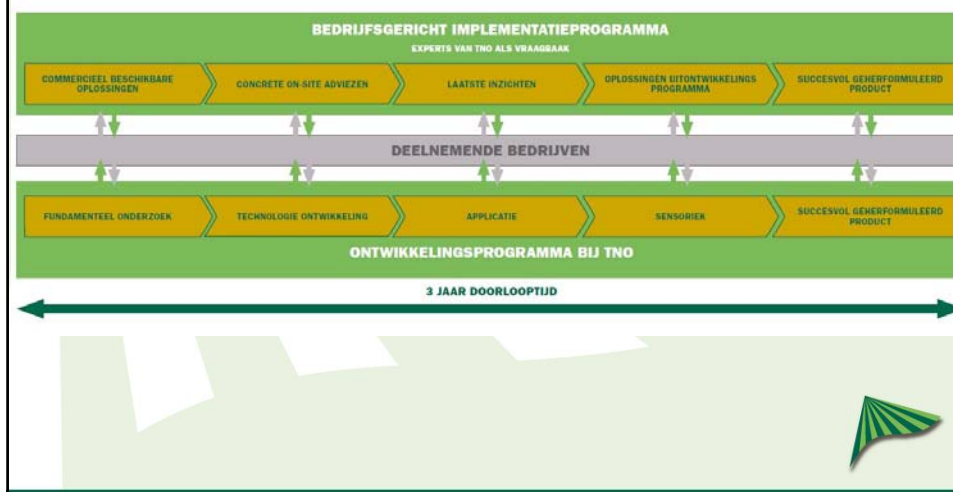 BEDRIJFSGERICHT IMPLEMENTATIEPROGRAMMA
EXPERTS VAN TNO ALS VRAAGBAAK
COMMERCIEEL BESCHIKBARE
OPLOSSINGEN
CONCRETE ON-SITE ADVIEZEN
LAATSTE INZICHTEN
OPLOSSINGEN UITONTWIKKELINGS
PROGRAMMA
SUCCESVOL GEHERFORMULEERD
PRODUCT
DEELNEMENDE BEDRIJVEN
FUNDAMENTEEL ONDERZOEK
TECHNOLOGIE ONTWIKKELING
APPLICATIE
SENSORIEK
SUCCESVOL GEHERFORMULEERD
PRODUCT
ONTWIKKELINGSPROGRAMMA BIJ TNO
3 JAAR DOORLOOPTIJD